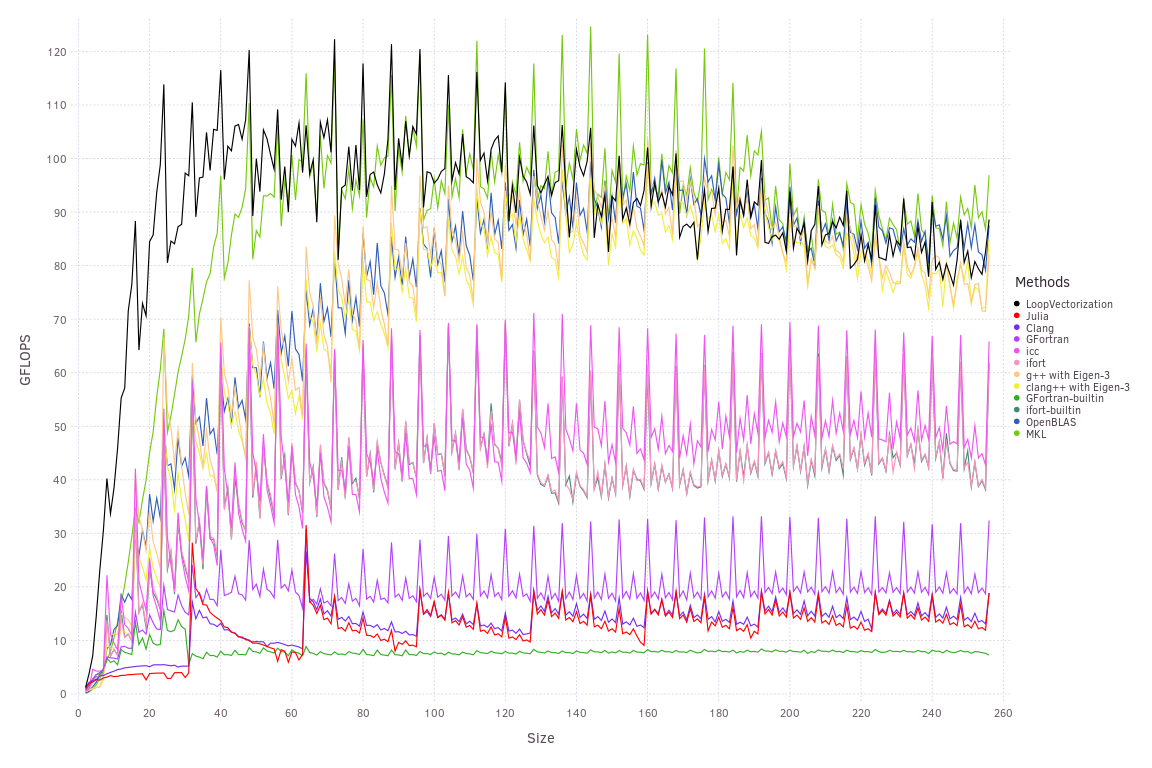 120
110
100
90
80
70
60
50
40
30
20
10
0
GFLOPS
0 20 40 60 80 100 120 140 160 180 200 220 240 260
Size
Methods
LoopVectorization
Julia
Clang
GFortran
icc
ifort
g++ with Eigen-3
clang++ with Eigen-3
GFortran-builtin
ifort-builtin
OpenBLAS
MKL